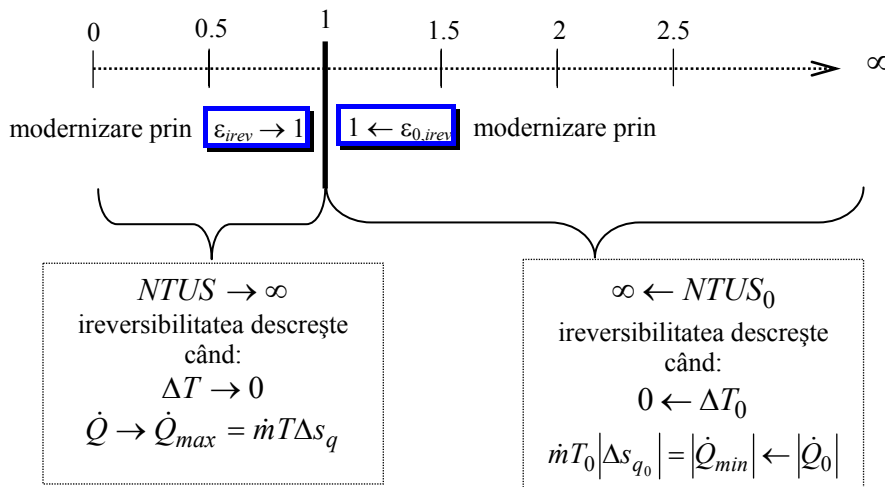 0 0.5 1 1.5 2 2.5 ∞
modernizare prin ε_irev → 1 1 ← ε_0,irev modernizare prin
NTUS → ∞
ireversibilitatea descreşte
când:
ΔT → 0
Q̇ → Q̇_max = ṁTΔs_q
∞ ← NTUS_0
ireversibilitatea descreşte
când:
0 ← ΔT_0
ṁT_0|Δs_q_0| = |Q̇_min| ← |Q̇_0|